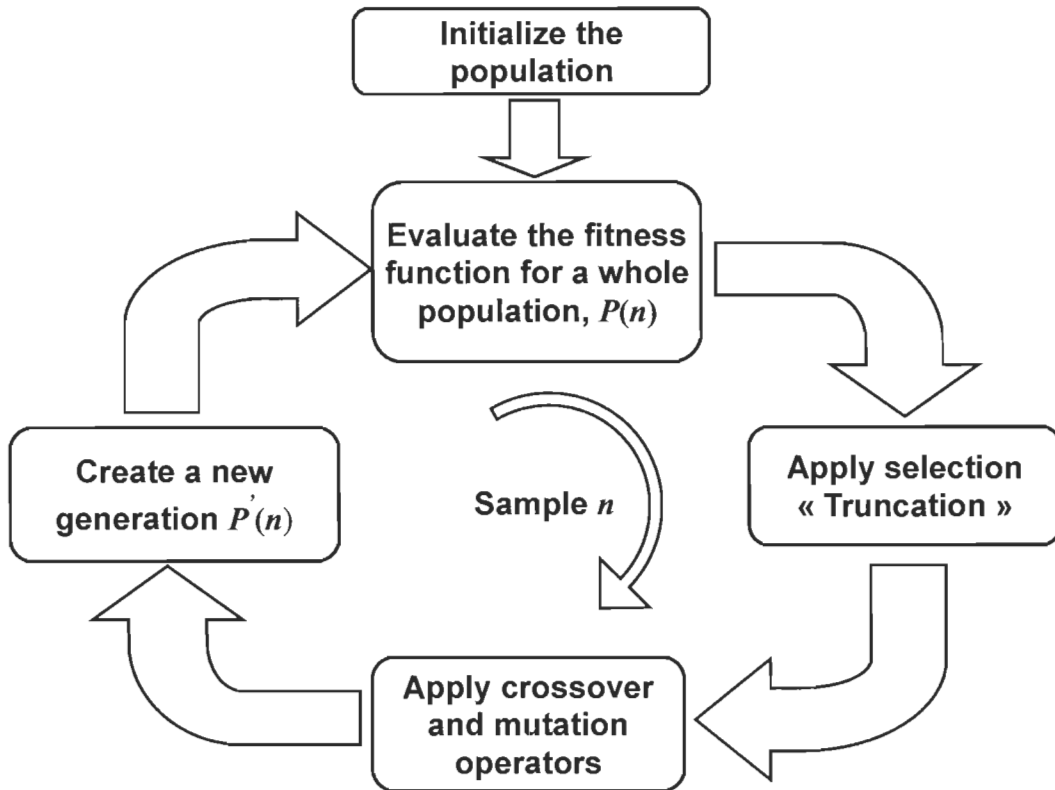 Initialize the
population
Evaluate the fitness
function for a whole
population, P(n)
Apply selection
« Truncation »
Sample n
Create a new
generation P'(n)
Apply crossover
and mutation
operators